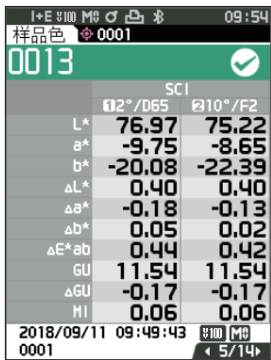 I+E 100 M0 09:54
样品色 0001
0013
SCI
1 2°/D65 2 10°/F2
L* 76.97 75.22
a* -9.75 -8.65
b* -20.08 -22.39
ΔL* 0.40 0.40
Δa* -0.18 -0.13
Δb* 0.05 0.02
ΔE*ab 0.44 0.42
GU 11.54 11.54
ΔGU -0.17 -0.17
MI 0.06 0.06
2018/09/11 09:49:43 100 M0
0001 5/14